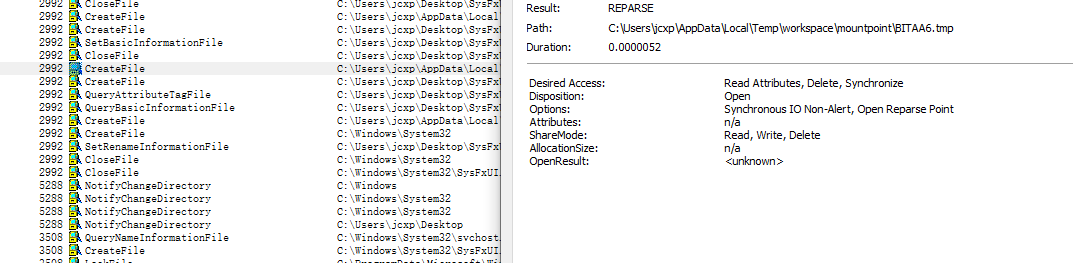 2992 CloseFile C:\Users\jcxp\Desktop\SysFx
2992 CreateFile C:\Users\jcxp\AppData\Local
2992 CreateFile C:\Users\jcxp\Desktop\SysFx
2992 SetBasicInformationFile C:\Users\jcxp\Desktop\SysFx
2992 CloseFile C:\Users\jcxp\Desktop\SysFx
2992 CreateFile C:\Users\jcxp\AppData\Local
2992 CreateFile C:\Users\jcxp\Desktop\SysFx
2992 QueryAttributeTagFile C:\Users\jcxp\Desktop\SysFx
2992 QueryBasicInformationFile C:\Users\jcxp\Desktop\SysFx
2992 CreateFile C:\Users\jcxp\AppData\Local
2992 CreateFile C:\Windows\System32
2992 SetRenameInformationFile C:\Users\jcxp\Desktop\SysFx
2992 CloseFile C:\Windows\System32
2992 CloseFile C:\Windows\System32\SysFxUI
5288 NotifyChangeDirectory C:\Windows
5288 NotifyChangeDirectory C:\Windows\System32
5288 NotifyChangeDirectory C:\Windows\System32
5288 NotifyChangeDirectory C:\Users\jcxp\Desktop
3508 QueryNameInformationFile C:\Windows\System32\svchost
3508 CreateFile C:\Windows\System32\SysFxUI
3508 LockFile C:\ProgramData\Microsoft\Wi
Result: REPARSE
Path: C:\Users\jcxp\AppData\Local\Temp\workspace\mountpoint\BITAA6.tmp
Duration: 0.0000052
Desired Access: Read Attributes, Delete, Synchronize
Disposition: Open
Options: Synchronous IO Non-Alert, Open Reparse Point
Attributes: n/a
ShareMode: Read, Write, Delete
AllocationSize: n/a
OpenResult: <unknown>